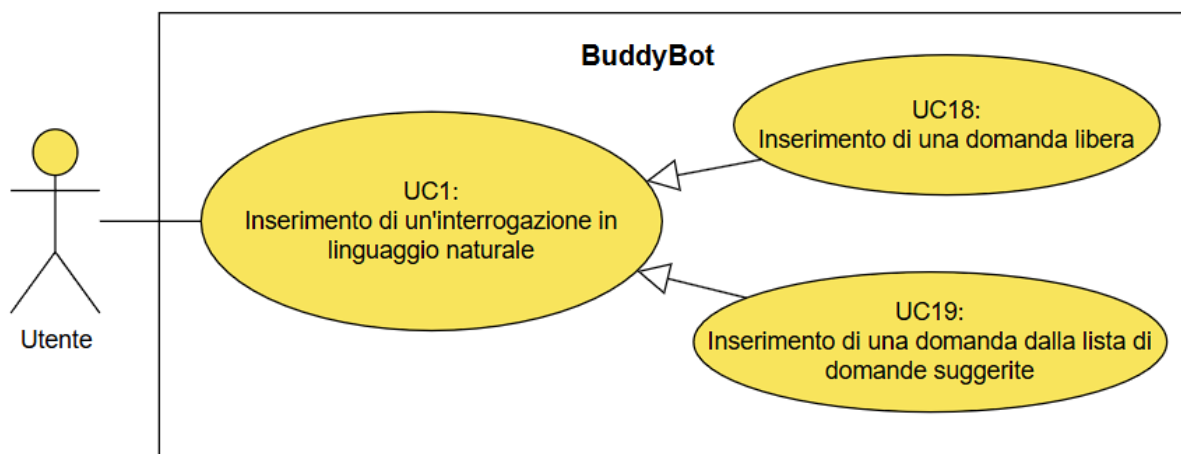 BuddyBot
UC18:
Inserimento di una domanda libera
UC1:
Inserimento di un'interrogazione in
linguaggio naturale
UC19:
Inserimento di una domanda dalla lista di
domande suggerite
Utente